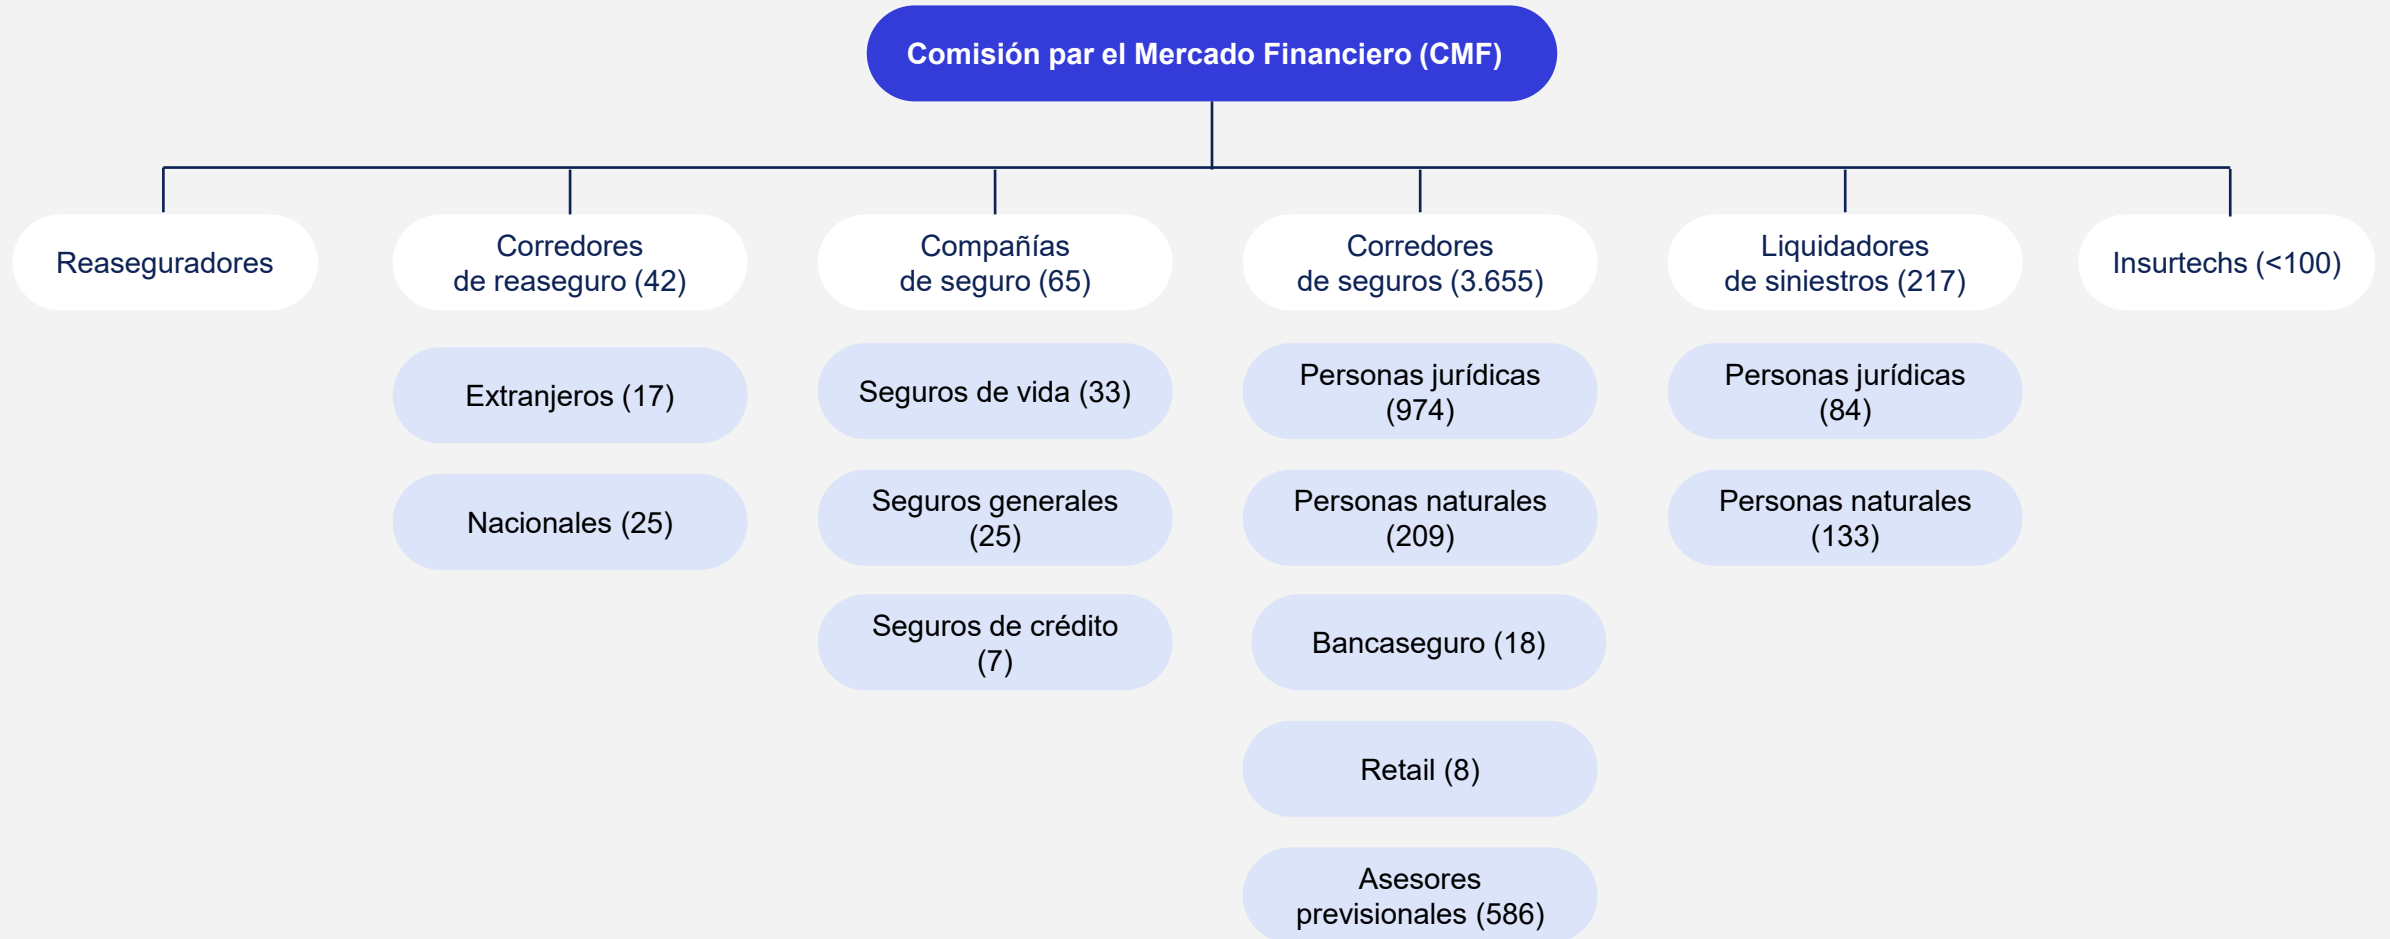 Comisión par el Mercado Financiero (CMF)
Reaseguradores
Corredores
de reaseguro (42)
Compañías
de seguro (65)
Corredores
de seguros (3.655)
Liquidadores
de siniestros (217)
Insurtechs (<100)
Extranjeros (17)
Nacionales (25)
Seguros de vida (33)
Seguros generales
(25)
Seguros de crédito
(7)
Personas jurídicas
(974)
Personas naturales
(209)
Bancaseguro (18)
Retail (8)
Asesores
previsionales (586)
Personas jurídicas
(84)
Personas naturales
(133)